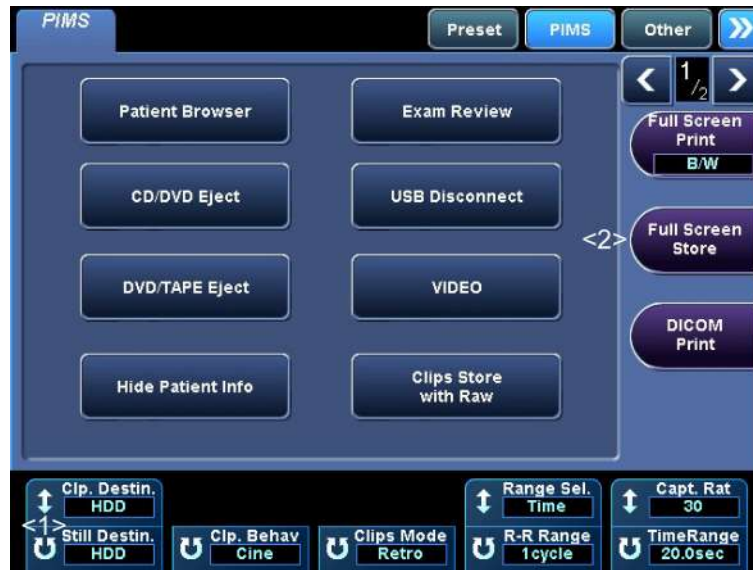 PIMS
Preset
PIMS
Other
Patient Browser
Exam Review
CD/DVD Eject
USB Disconnect
DVD/TAPE Eject
VIDEO
Hide Patient Info
Clips Store
with Raw
1/2
Full Screen
Print
B/W
<2>
Full Screen
Store
DICOM
Print
Clp. Destin.
HDD
<1>
Still Destin.
HDD
Clp. Behav
Cine
Clips Mode
Retro
Range Sel.
Time
R-R Range
1cycle
Capt. Rat
30
TimeRange
20.0sec